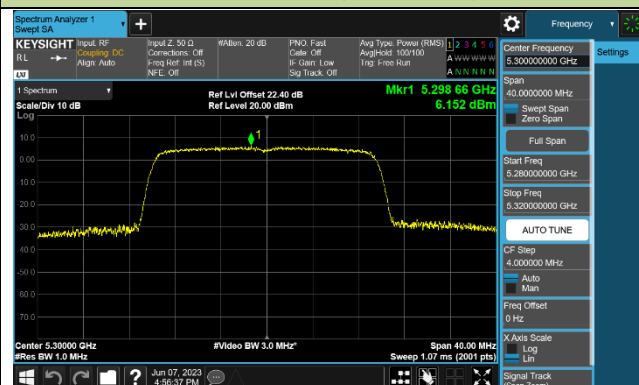 Spectrum Analyzer 1
Swept SA
+
Frequency
KEYSIGHT
RL
LXI
Input: RF
Coupling: DC
Align: Auto
Input Z: 50 Ω
Corrections: Off
Freq Ref: Int (S)
NFE: Off
#Atten: 20 dB
PNO: Fast
Gate: Off
IF Gain: Low
Sig Track: Off
Avg Type: Power (RMS)
Avg|Hold: 100/100
Trig: Free Run
1 2 3 4 5 6
A W W W W W
A N N N N N
1 Spectrum
Scale/Div 10 dB
Log
Ref Lvl Offset 22.40 dB
Ref Level 20.00 dBm
Mkr1 5.298 66 GHz
6.152 dBm
1
10.0
0.00
-10.0
-20.0
-30.0
-40.0
-50.0
-60.0
-70.0
Center 5.30000 GHz
#Res BW 1.0 MHz
#Video BW 3.0 MHz*
Span 40.00 MHz
Sweep 1.07 ms (2001 pts)
Jun 07, 2023
4:56:37 PM
Center Frequency
5.300000000 GHz
Settings
Span
40.0000000 MHz
Swept Span
Zero Span
Full Span
Start Freq
5.280000000 GHz
Stop Freq
5.320000000 GHz
AUTO TUNE
CF Step
4.000000 MHz
Auto
Man
Freq Offset
0 Hz
X Axis Scale
Log
Lin
Signal Track
(Span Zoom)